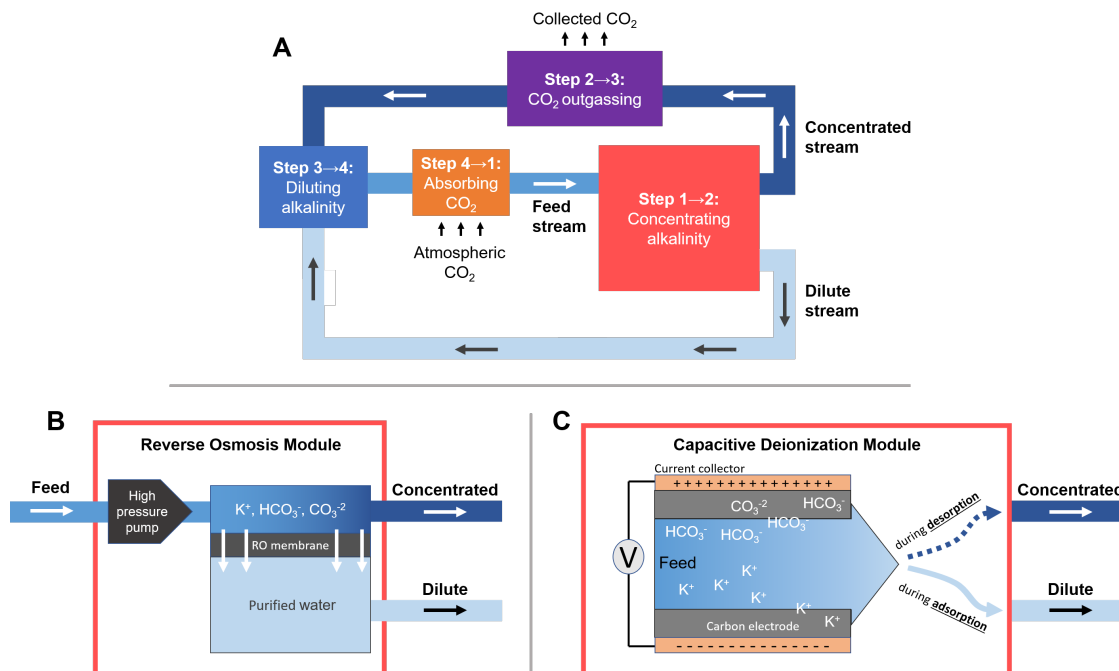 A
Collected CO₂
Step 2→3:
CO₂ outgassing
Concentrated
stream
Step 3→4:
Diluting
alkalinity
Step 4→1:
Absorbing
CO₂
Feed
stream
Step 1→2:
Concentrating
alkalinity
Atmospheric
CO₂
Dilute
stream
B
Reverse Osmosis Module
Feed
High
pressure
pump
K⁺, HCO₃⁻, CO₃⁻²
RO membrane
Purified water
Concentrated
Dilute
C
Capacitive Deionization Module
Current collector
+ + + + + + + + + + + + + + +
CO₃⁻²
HCO₃⁻
HCO₃⁻
HCO₃⁻
HCO₃⁻
V
Feed
K⁺
K⁺
K⁺
K⁺
K⁺
K⁺
Carbon electrode
- - - - - - - - - - - - - - -
during desorption
during adsorption
Concentrated
Dilute